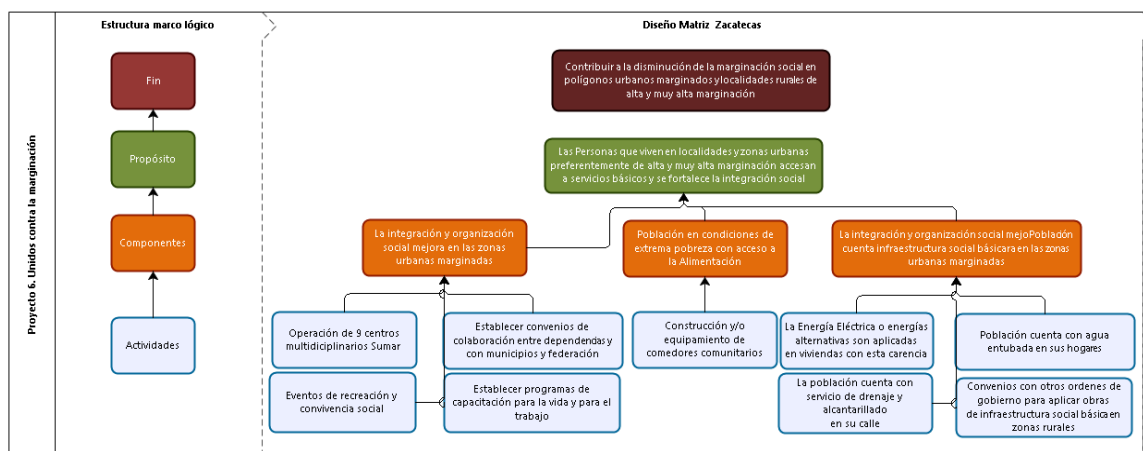 Estructura marco lógico
Diseño Matriz Zacatecas
Proyecto 6. Unidos contra la marginación
Fin
Propósito
Componentes
Actividades
Contribuir a la disminución de la marginación social en
polígonos urbanos marginados y localidades rurales de
alta y muy alta marginación
Las Personas que viven en localidades y zonas urbanas
preferentemente de alta y muy alta marginación accesan
a servicios básicos y se fortalece la integración social
La integración y organización
social mejora en las zonas
urbanas marginadas
Población en condiciones de
extrema pobreza con acceso a
la Alimentación
La integración y organización social mejoPobladón
cuenta infraestructura social básicara en las zonas
urbanas marginadas
Operación de 9 centros
multidiciplinarios Sumar
Establecer convenios de
colaboración entre dependendas y
con municipios y federación
Eventos de recreación y
convivencia social
Establecer programas de
capacitación para la vida y para el
trabajo
Construcción y/o
equipamiento de
comedores comunitarios
La Energía Eléctrica o energías
alternativas son aplicadas
en viviendas con esta carencia
Población cuenta con agua
entubada en sus hogares
La población cuenta con
servicio de drenaje y
alcantarillado
en su calle
Convenios con otros ordenes de
gobierno para aplicar obras
de infraestructura social básica en
zonas rurales